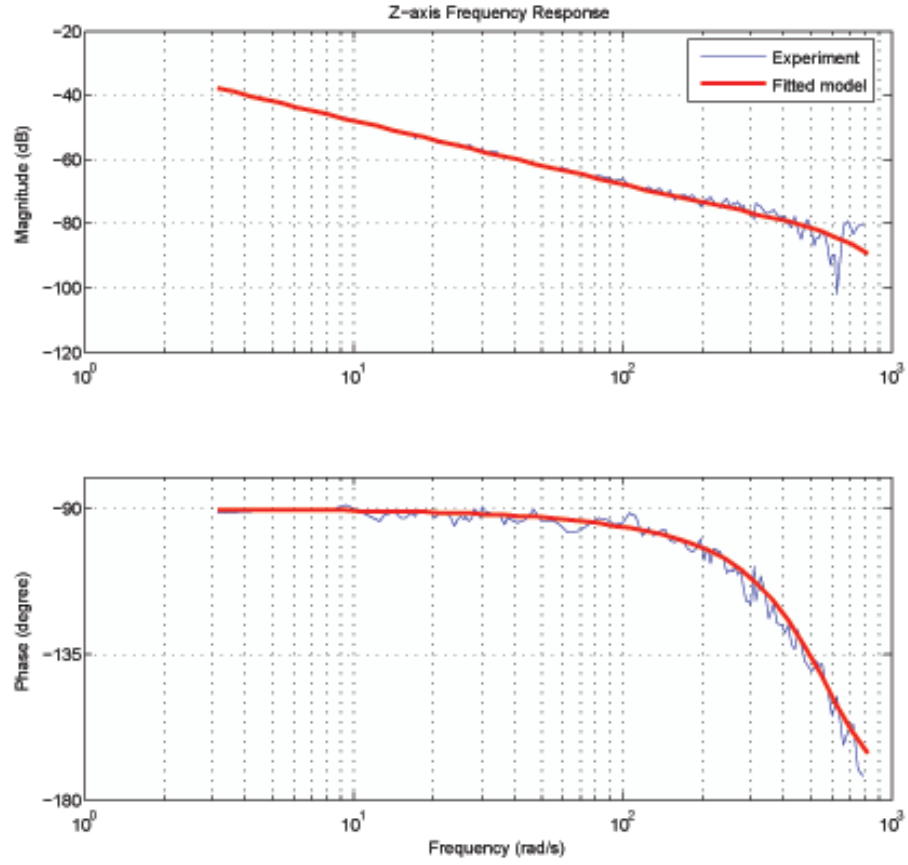 Z-axis Frequency Response
Experiment
Fitted model
Magnitude (dB)
-20
-40
-60
-80
-100
-120
10^0
10^1
10^2
10^3
Phase (degree)
-90
-135
-180
10^0
10^1
10^2
10^3
Frequency (rad/s)